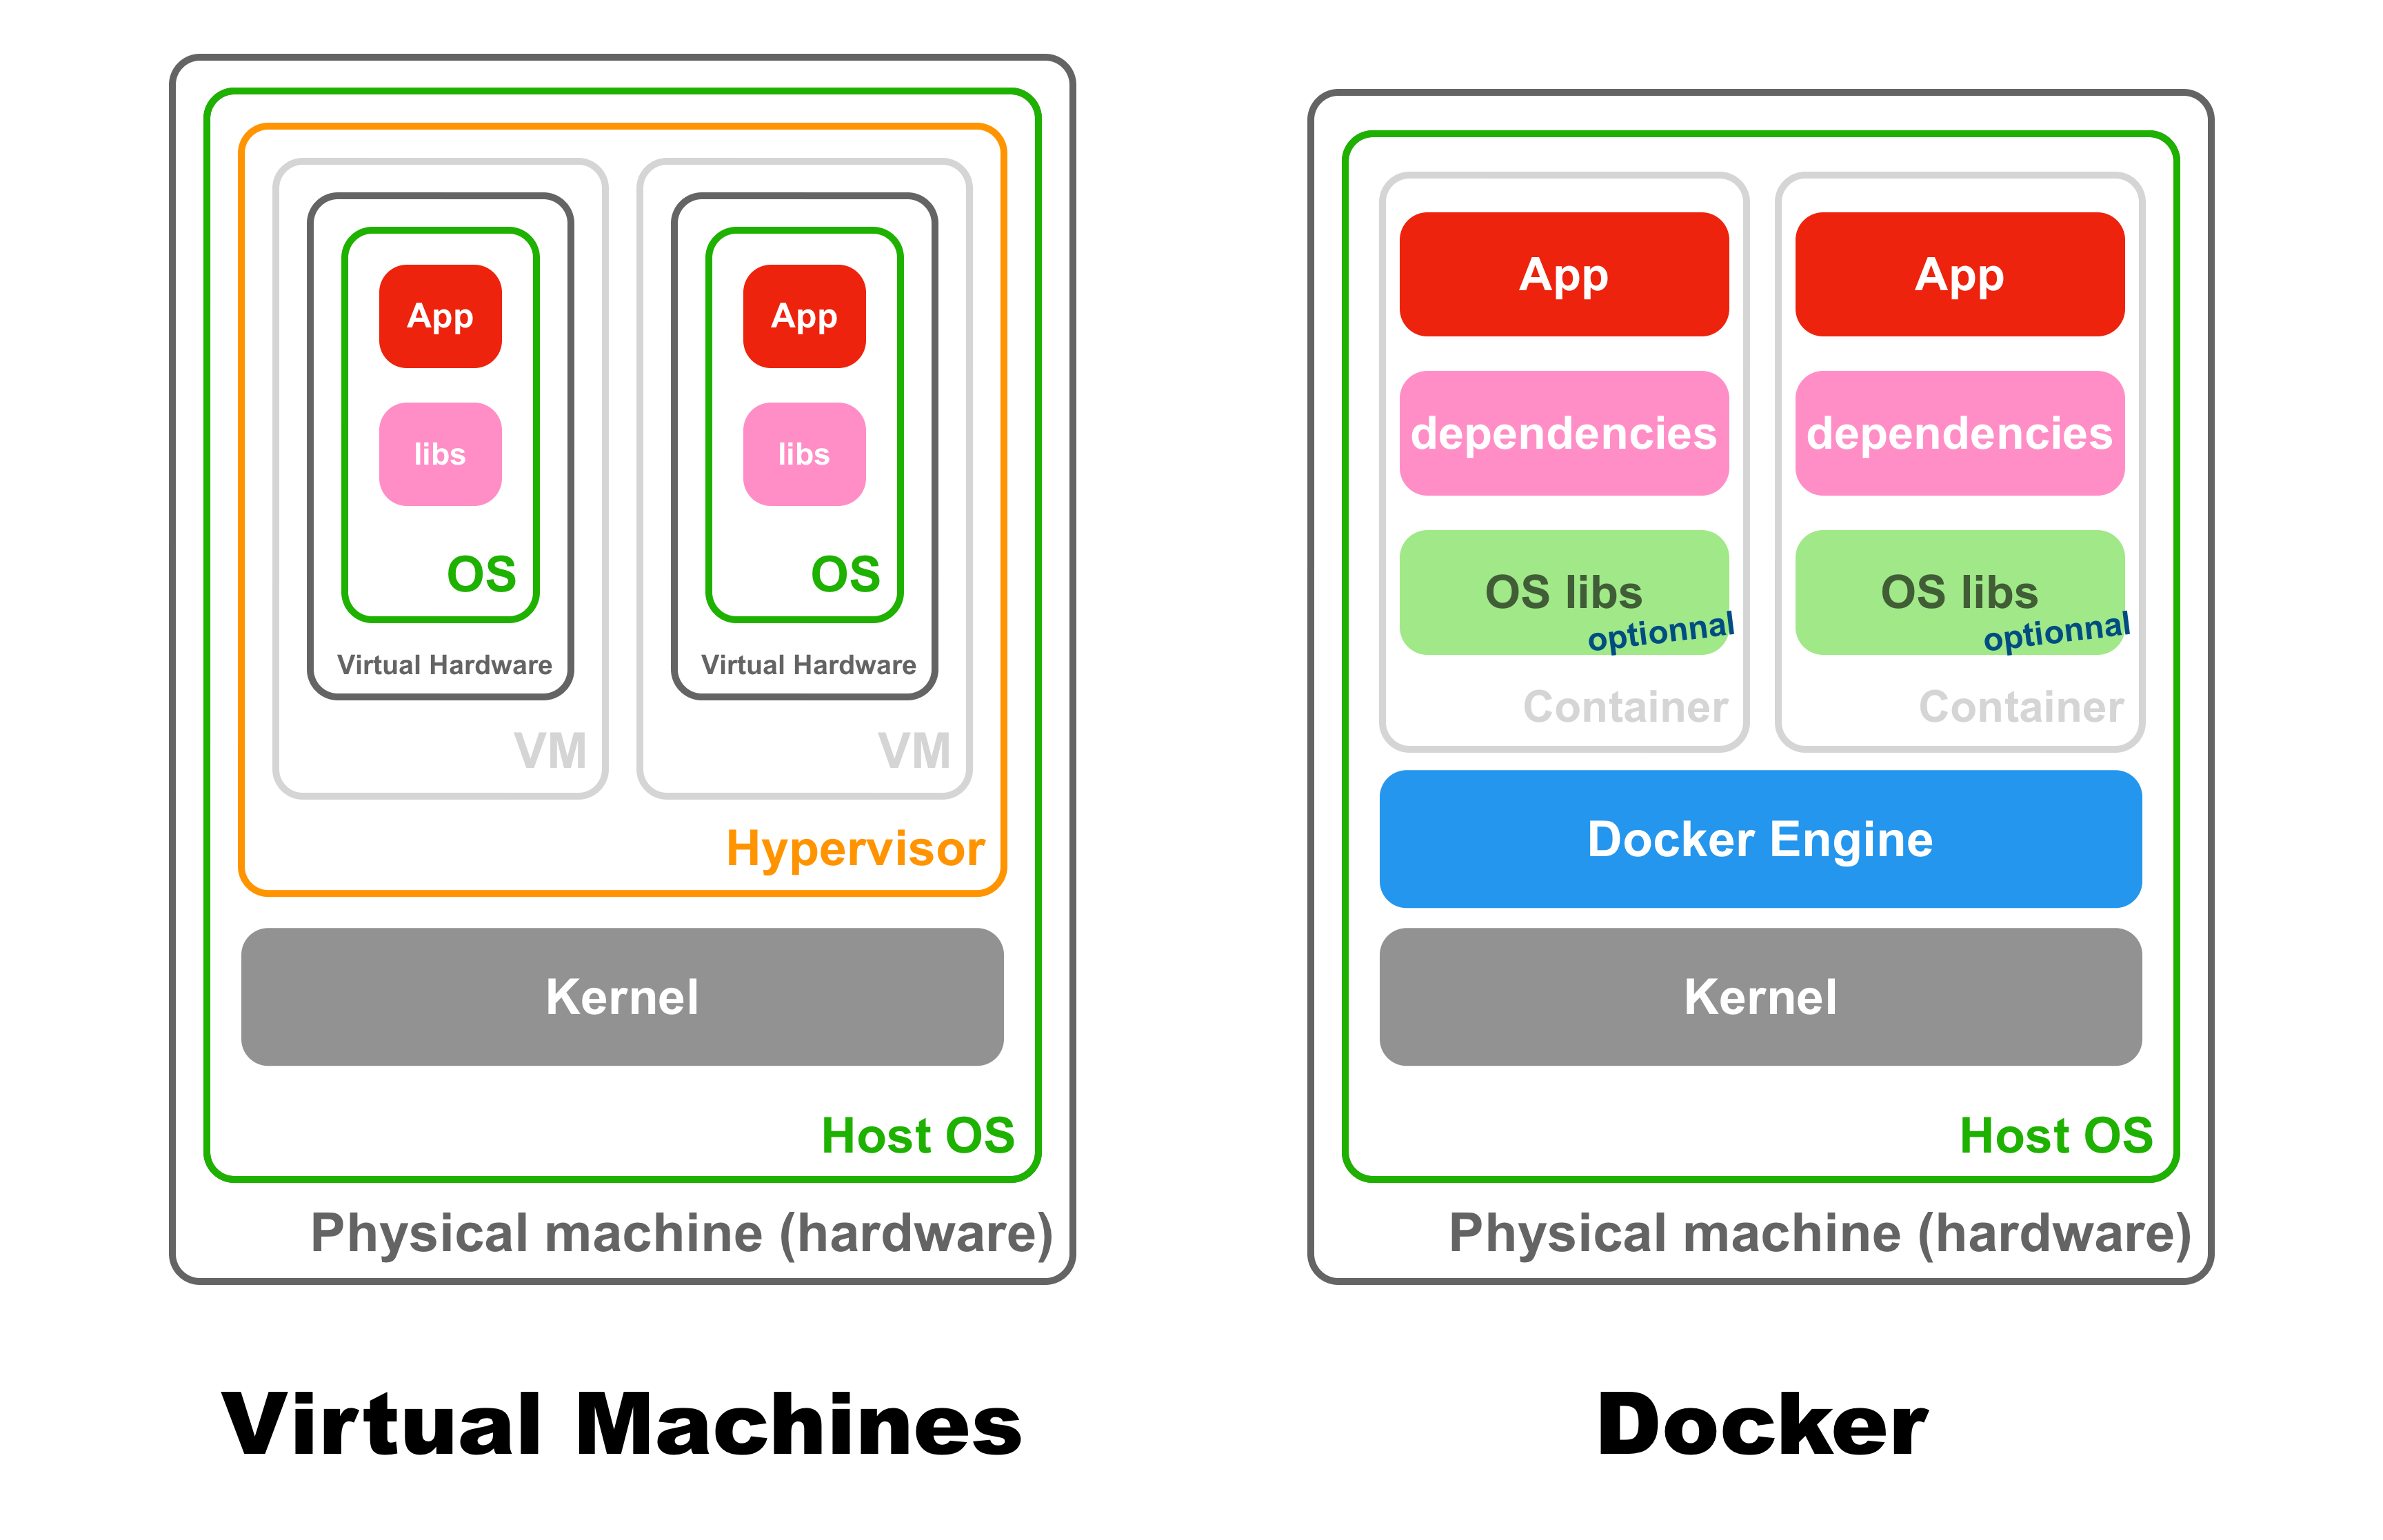 App
App
libs
libs
OS
OS
Virtual Hardware
Virtual Hardware
VM
VM
Hypervisor
Kernel
Host OS
Physical machine (hardware)
Virtual Machines
App
App
dependencies
dependencies
OS libs
optionnal
OS libs
optionnal
Container
Container
Docker Engine
Kernel
Host OS
Physical machine (hardware)
Docker